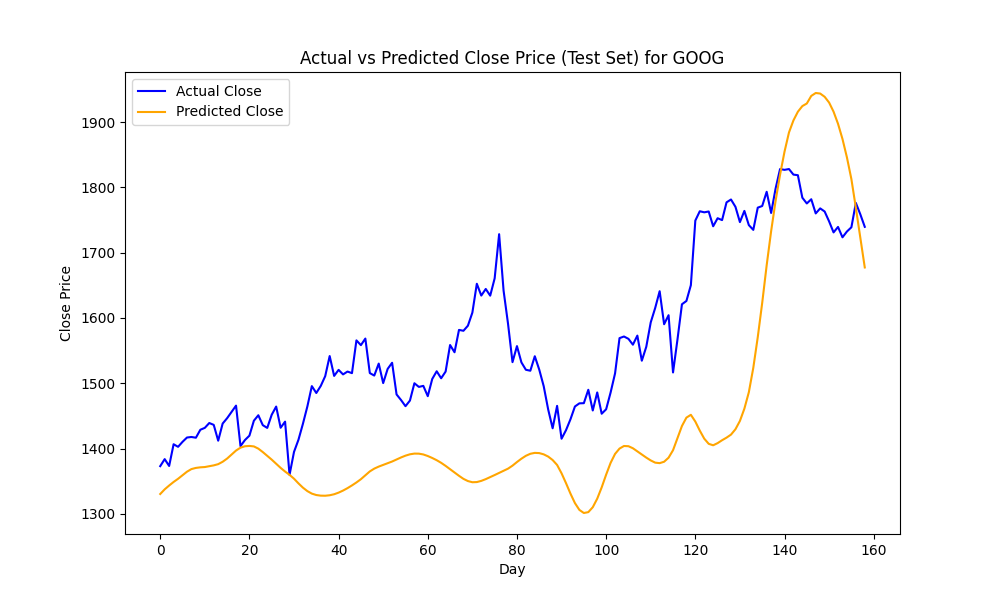 Actual vs Predicted Close Price (Test Set) for GOOG
Actual Close
Predicted Close
1900
1800
1700
1600
1500
1400
1300
Close Price
0 20 40 60 80 100 120 140 160
Day